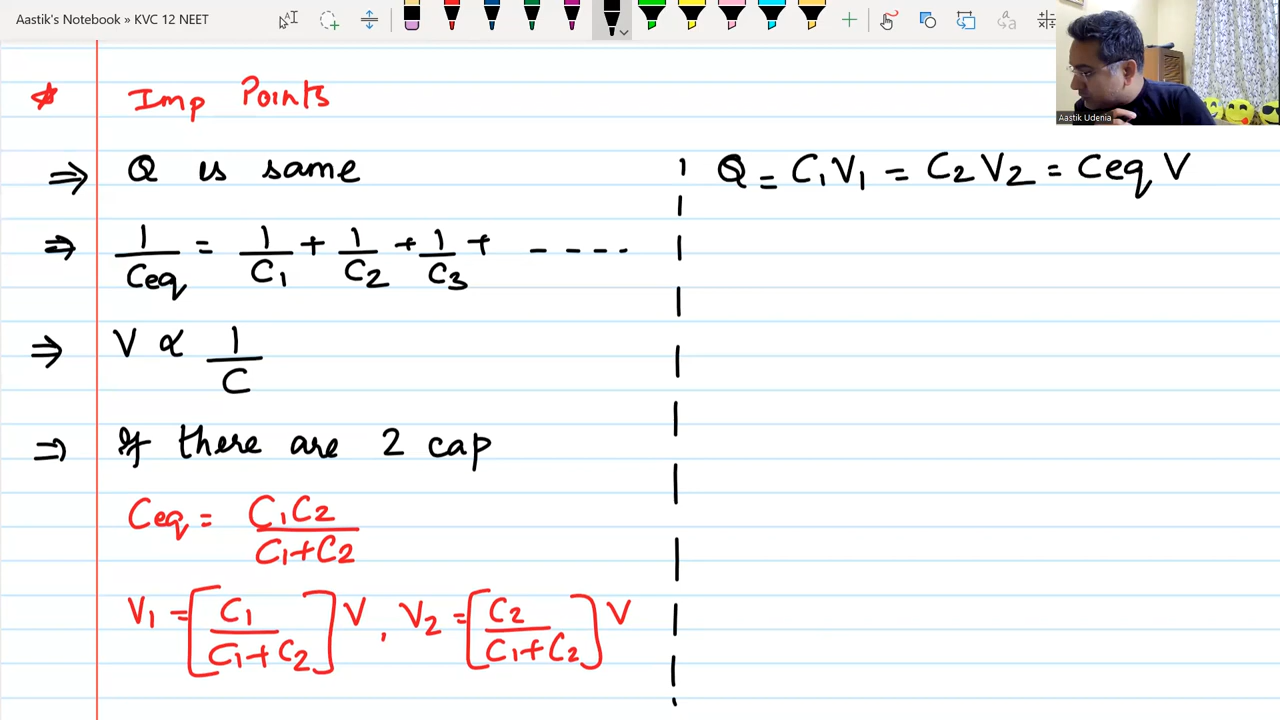 Aastik's Notebook » KVC 12 NEET
Aastik Udenia
* Imp Points
⇒ Q is same
⇒ 1/Ceq = 1/C1 + 1/C2 + 1/C3 + ----
⇒ V ∝ 1/C
⇒ If there are 2 cap
Ceq = C1C2/C1+C2
V1 = [C1/C1+C2] V , V2 = [C2/C1+C2] V
Q = C1V1 = C2V2 = Ceq V